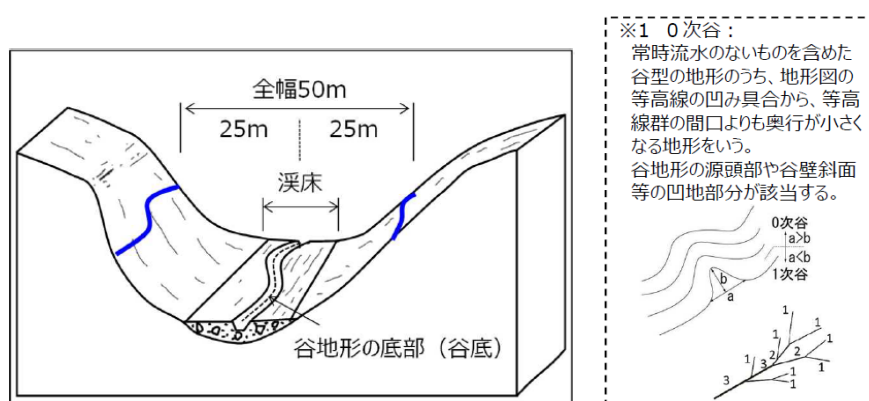 全幅50m
25m
25m
渓床
谷地形の底部（谷底）
※1　0次谷：
常時流水のないものを含めた
谷型の地形のうち、地形図の
等高線の凹み具合から、等高
線群の間口よりも奥行が小さく
なる地形をいう。
谷地形の源頭部や谷壁斜面
等の凹地部分が該当する。
0次谷
a>b
a<b
1次谷
b
a
1
1
1
2
2
1
1
3
1
3
1
1